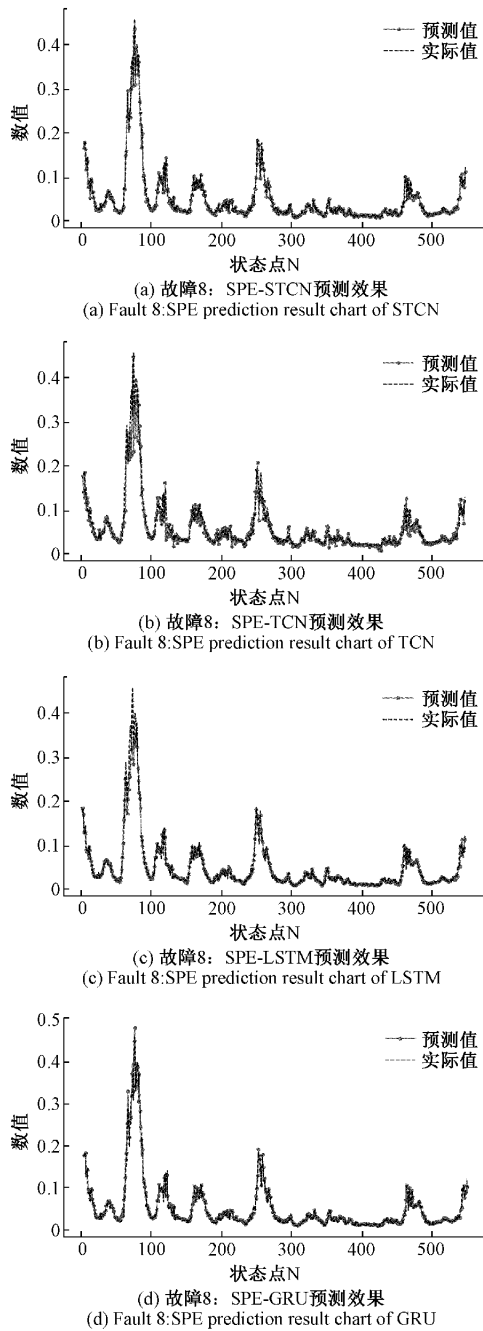 预测值
实际值
0.4
0.3
0.2
0.1
0
数值
0 100 200 300 400 500
状态点N
(a) 故障8：SPE-STCN预测效果
(a) Fault 8:SPE prediction result chart of STCN
预测值
实际值
0.4
0.3
0.2
0.1
0
数值
0 100 200 300 400 500
状态点N
(b) 故障8：SPE-TCN预测效果
(b) Fault 8:SPE prediction result chart of TCN
预测值
实际值
0.4
0.3
0.2
0.1
0
数值
0 100 200 300 400 500
状态点N
(c) 故障8：SPE-LSTM预测效果
(c) Fault 8:SPE prediction result chart of LSTM
预测值
实际值
0.5
0.4
0.3
0.2
0.1
0
数值
0 100 200 300 400 500
状态点N
(d) 故障8：SPE-GRU预测效果
(d) Fault 8:SPE prediction result chart of GRU